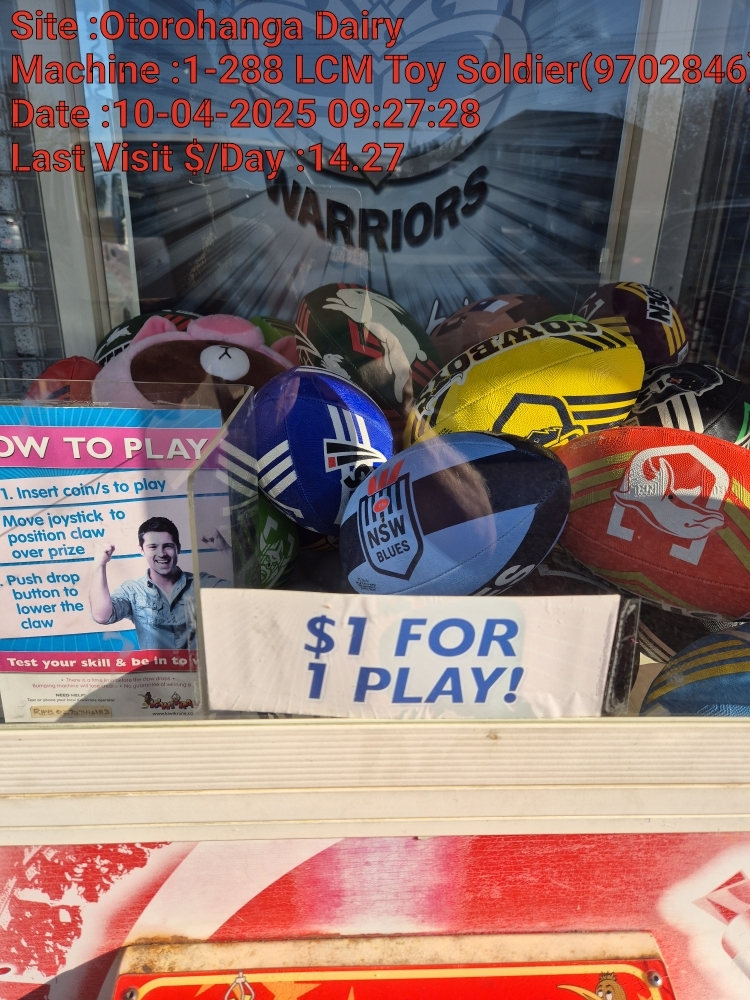 Site :Otorohanga Dairy
Machine :1-288 LCM Toy Soldier(9702846)
Date :10-04-2025 09:27:28
Last Visit $/Day :14.27
WARRIORS
COWBOYS
OW TO PLAY
1. Insert coin/s to play
Move joystick to
position claw
over prize
. Push drop
button to
lower the
claw
Test your skill & be in to w
NEED HELP?
NSW
BLUES
$1 FOR
1 PLAY!